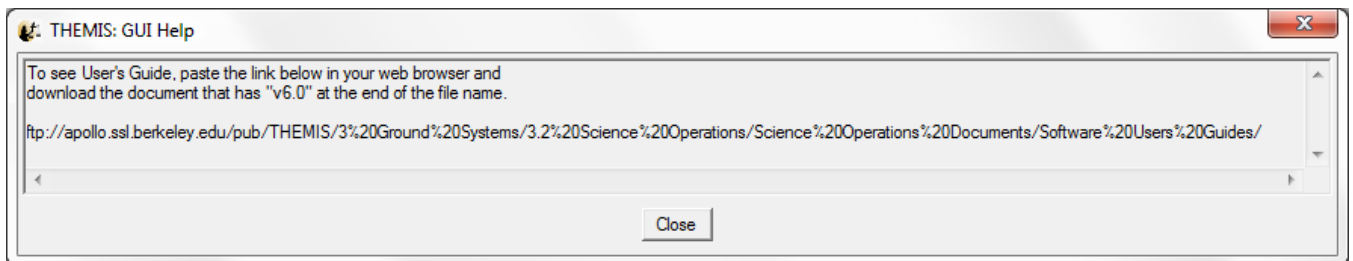 THEMIS: GUI Help
To see User's Guide, paste the link below in your web browser and
download the document that has "v6.0" at the end of the file name.
ftp://apollo.ssl.berkeley.edu/pub/THEMIS/3%20Ground%20Systems/3.2%20Science%20Operations/Science%20Operations%20Documents/Software%20Users%20Guides/
Close